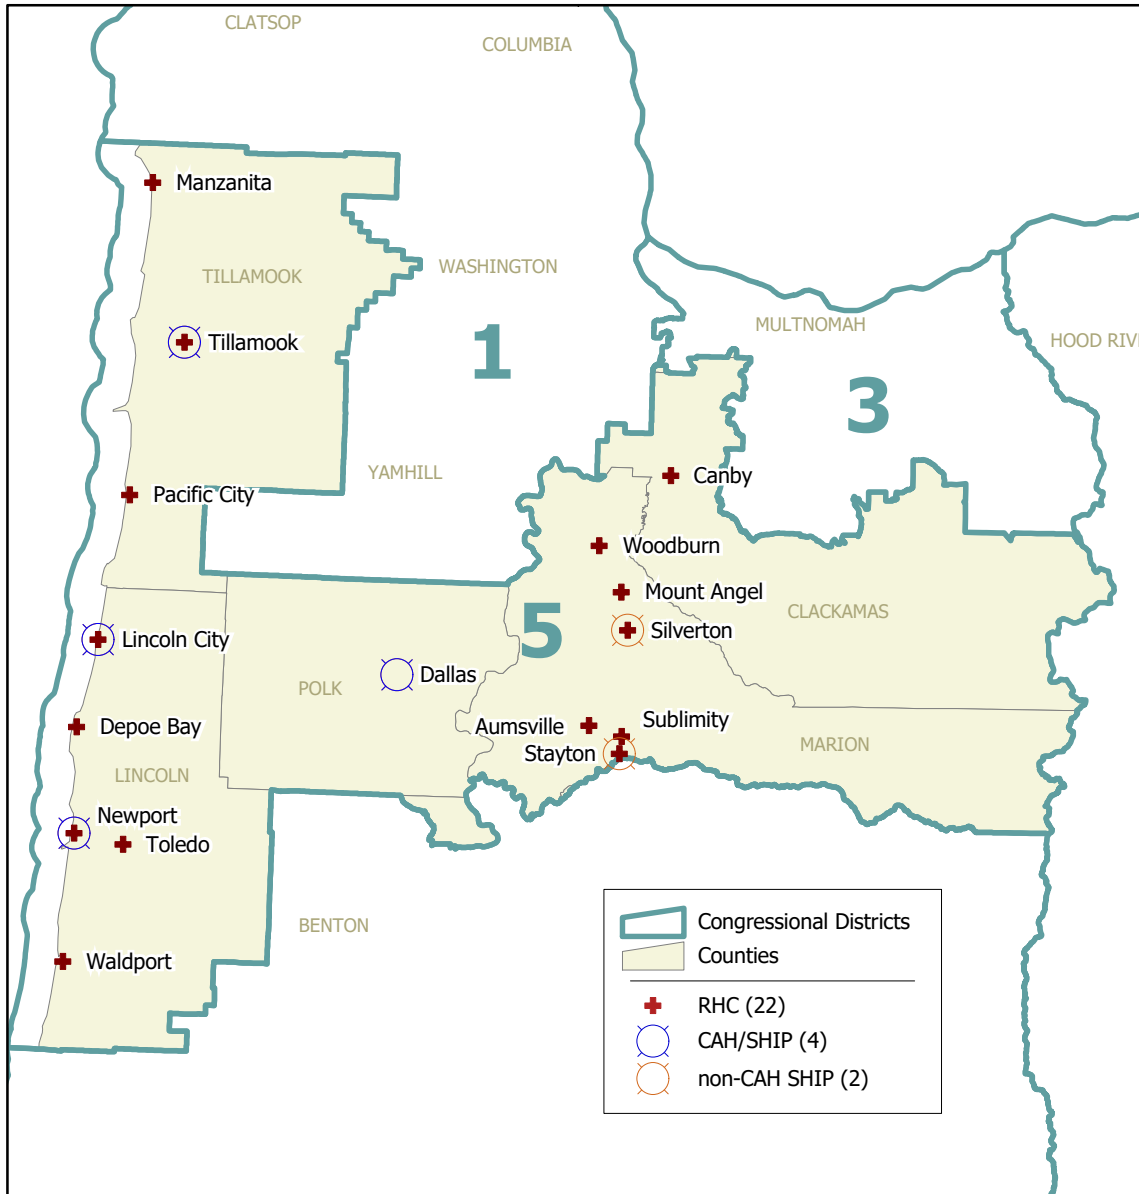 CLATSOP
COLUMBIA
Manzanita
TILLAMOOK
WASHINGTON
MULTNOMAH
HOOD RIVE
Tillamook
1
3
YAMHILL
Canby
Pacific City
Woodburn
Mount Angel
CLACKAMAS
5
Silverton
Lincoln City
Dallas
POLK
Depoe Bay
Aumsville
Sublimity
Stayton
MARION
LINCOLN
Newport
Toledo
BENTON
Waldport
Congressional Districts
Counties
RHC (22)
CAH/SHIP (4)
non-CAH SHIP (2)